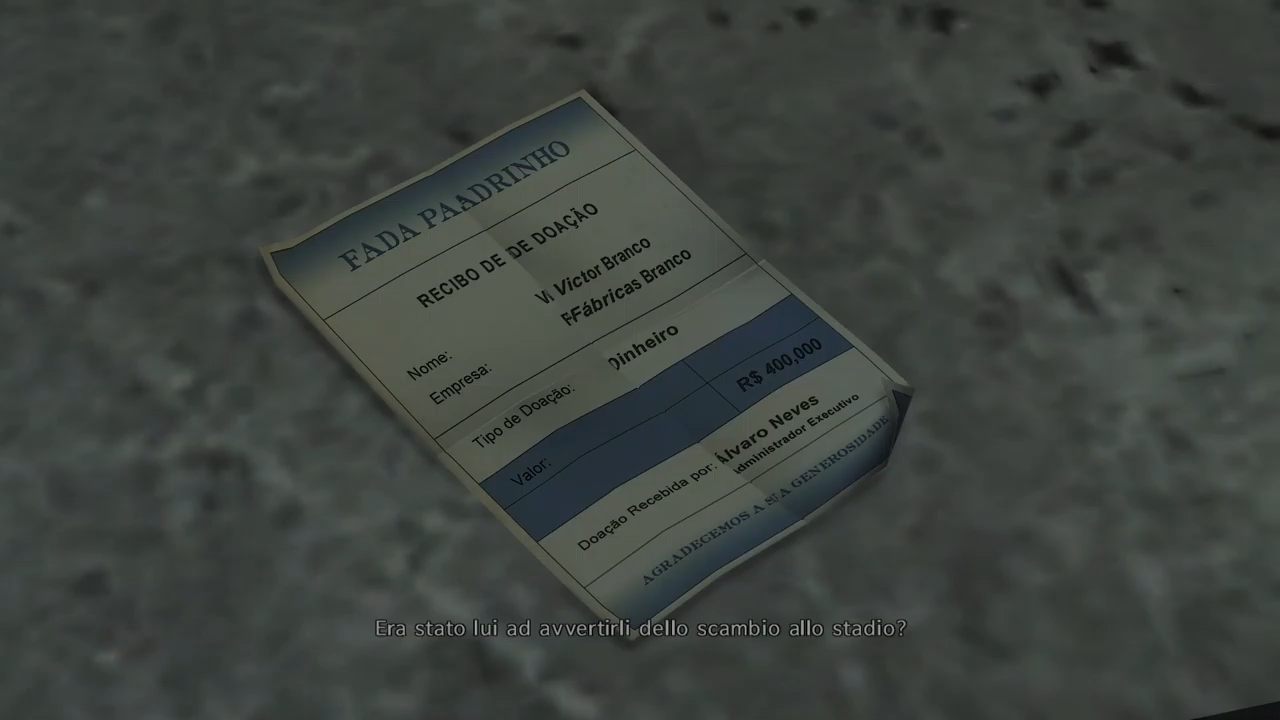 FADA PAADRINHO
RECIBO DE DE DOAÇÃO
Nome: Vi Victor Branco
Empresa: FFábricas Branco
Tipo de Doação: Dinheiro
Valor: R$ 400,000
Doação Recebida por: Álvaro Neves
Administrador Executivo
AGRADECEMOS A SUA GENEROSIDADE
Era stato lui ad avvertirli dello scambio allo stadio?